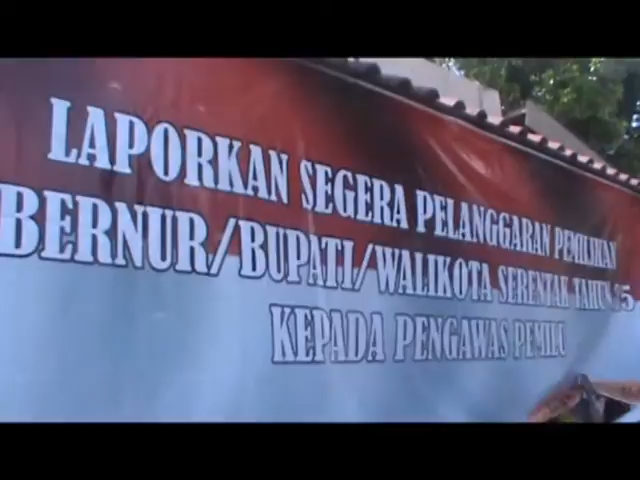 LAPORKAN SEGERA PELANGGARAN PEMILIHAN
BERNUR/BUPATI/WALIKOTA SERENTAK TAHUN
KEPADA PENGAWAS PEMILU